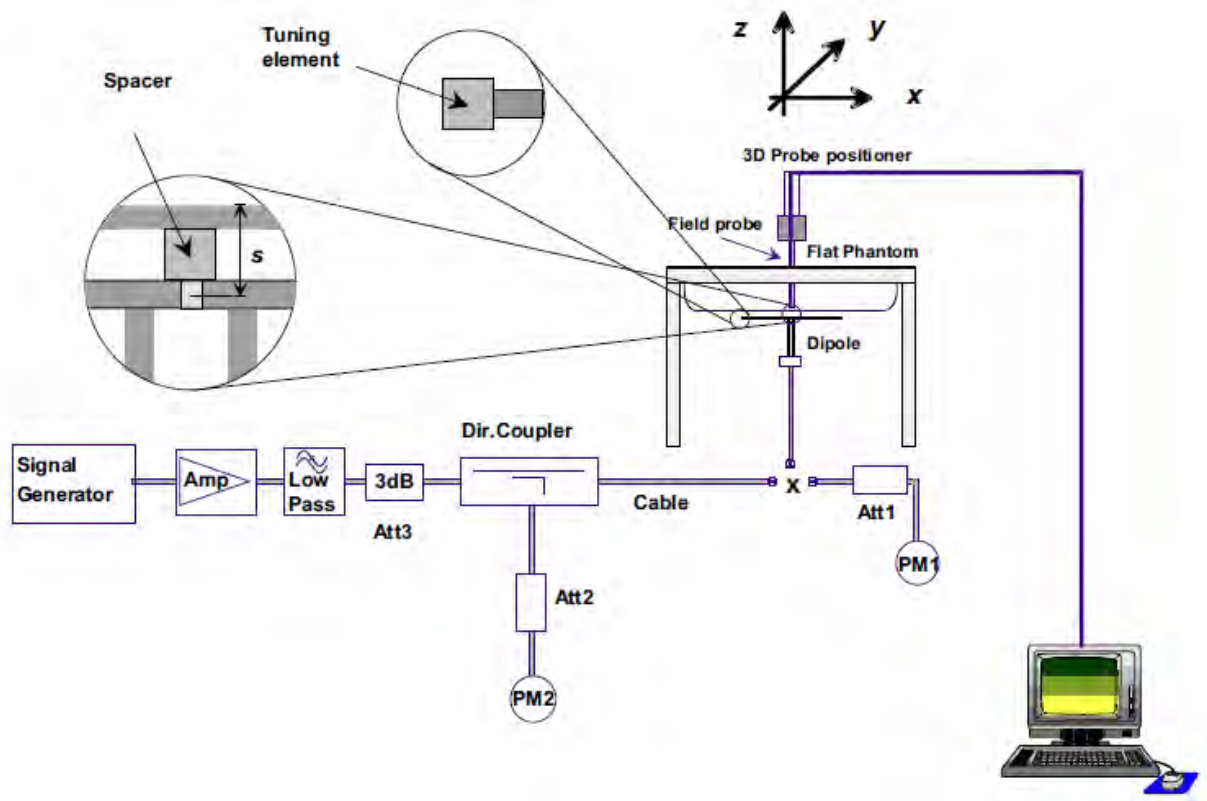 z
y
x
Tuning
element
Spacer
s
3D Probe positioner
Field probe
Flat Phantom
Dipole
Dir.Coupler
Signal
Generator
Amp
Low
Pass
3dB
Att3
Cable
x
Att1
PM1
Att2
PM2